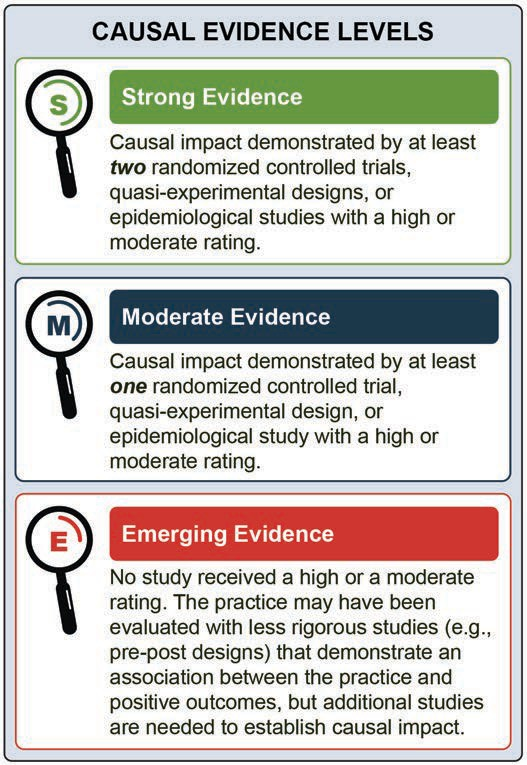 CAUSAL EVIDENCE LEVELS
S
Strong Evidence
Causal impact demonstrated by at least
two randomized controlled trials,
quasi-experimental designs, or
epidemiological studies with a high or
moderate rating.
M
Moderate Evidence
Causal impact demonstrated by at least
one randomized controlled trial,
quasi-experimental design, or
epidemiological study with a high or
moderate rating.
E
Emerging Evidence
No study received a high or a moderate
rating. The practice may have been
evaluated with less rigorous studies (e.g.,
pre-post designs) that demonstrate an
association between the practice and
positive outcomes, but additional studies
are needed to establish causal impact.